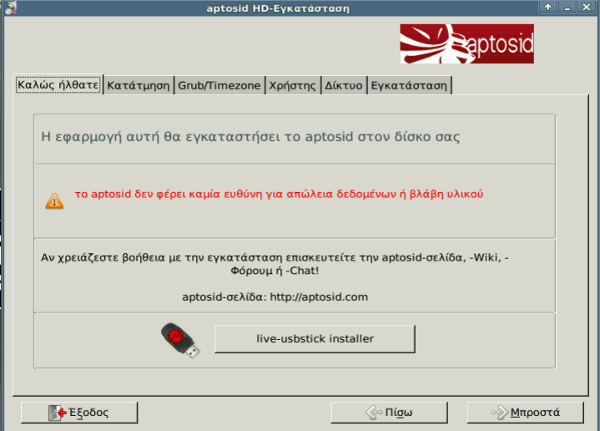 aptosid HD-Εγκατάσταση
aptosid
Καλώς ήλθατε Κατάτμηση Grub/Timezone Χρήστης Δίκτυο Εγκατάσταση
Η εφαρμογή αυτή θα εγκαταστήσει το aptosid στον δίσκο σας
το aptosid δεν φέρει καμία ευθύνη για απώλεια δεδομένων ή βλάβη υλικού
Αν χρειάζεστε βοήθεια με την εγκατάσταση επισκευτείτε την aptosid-σελίδα, -Wiki, -
Φόρουμ ή -Chat!
aptosid-σελίδα: http://aptosid.com
live-usbstick installer
Έξοδος Πίσω Μπροστά